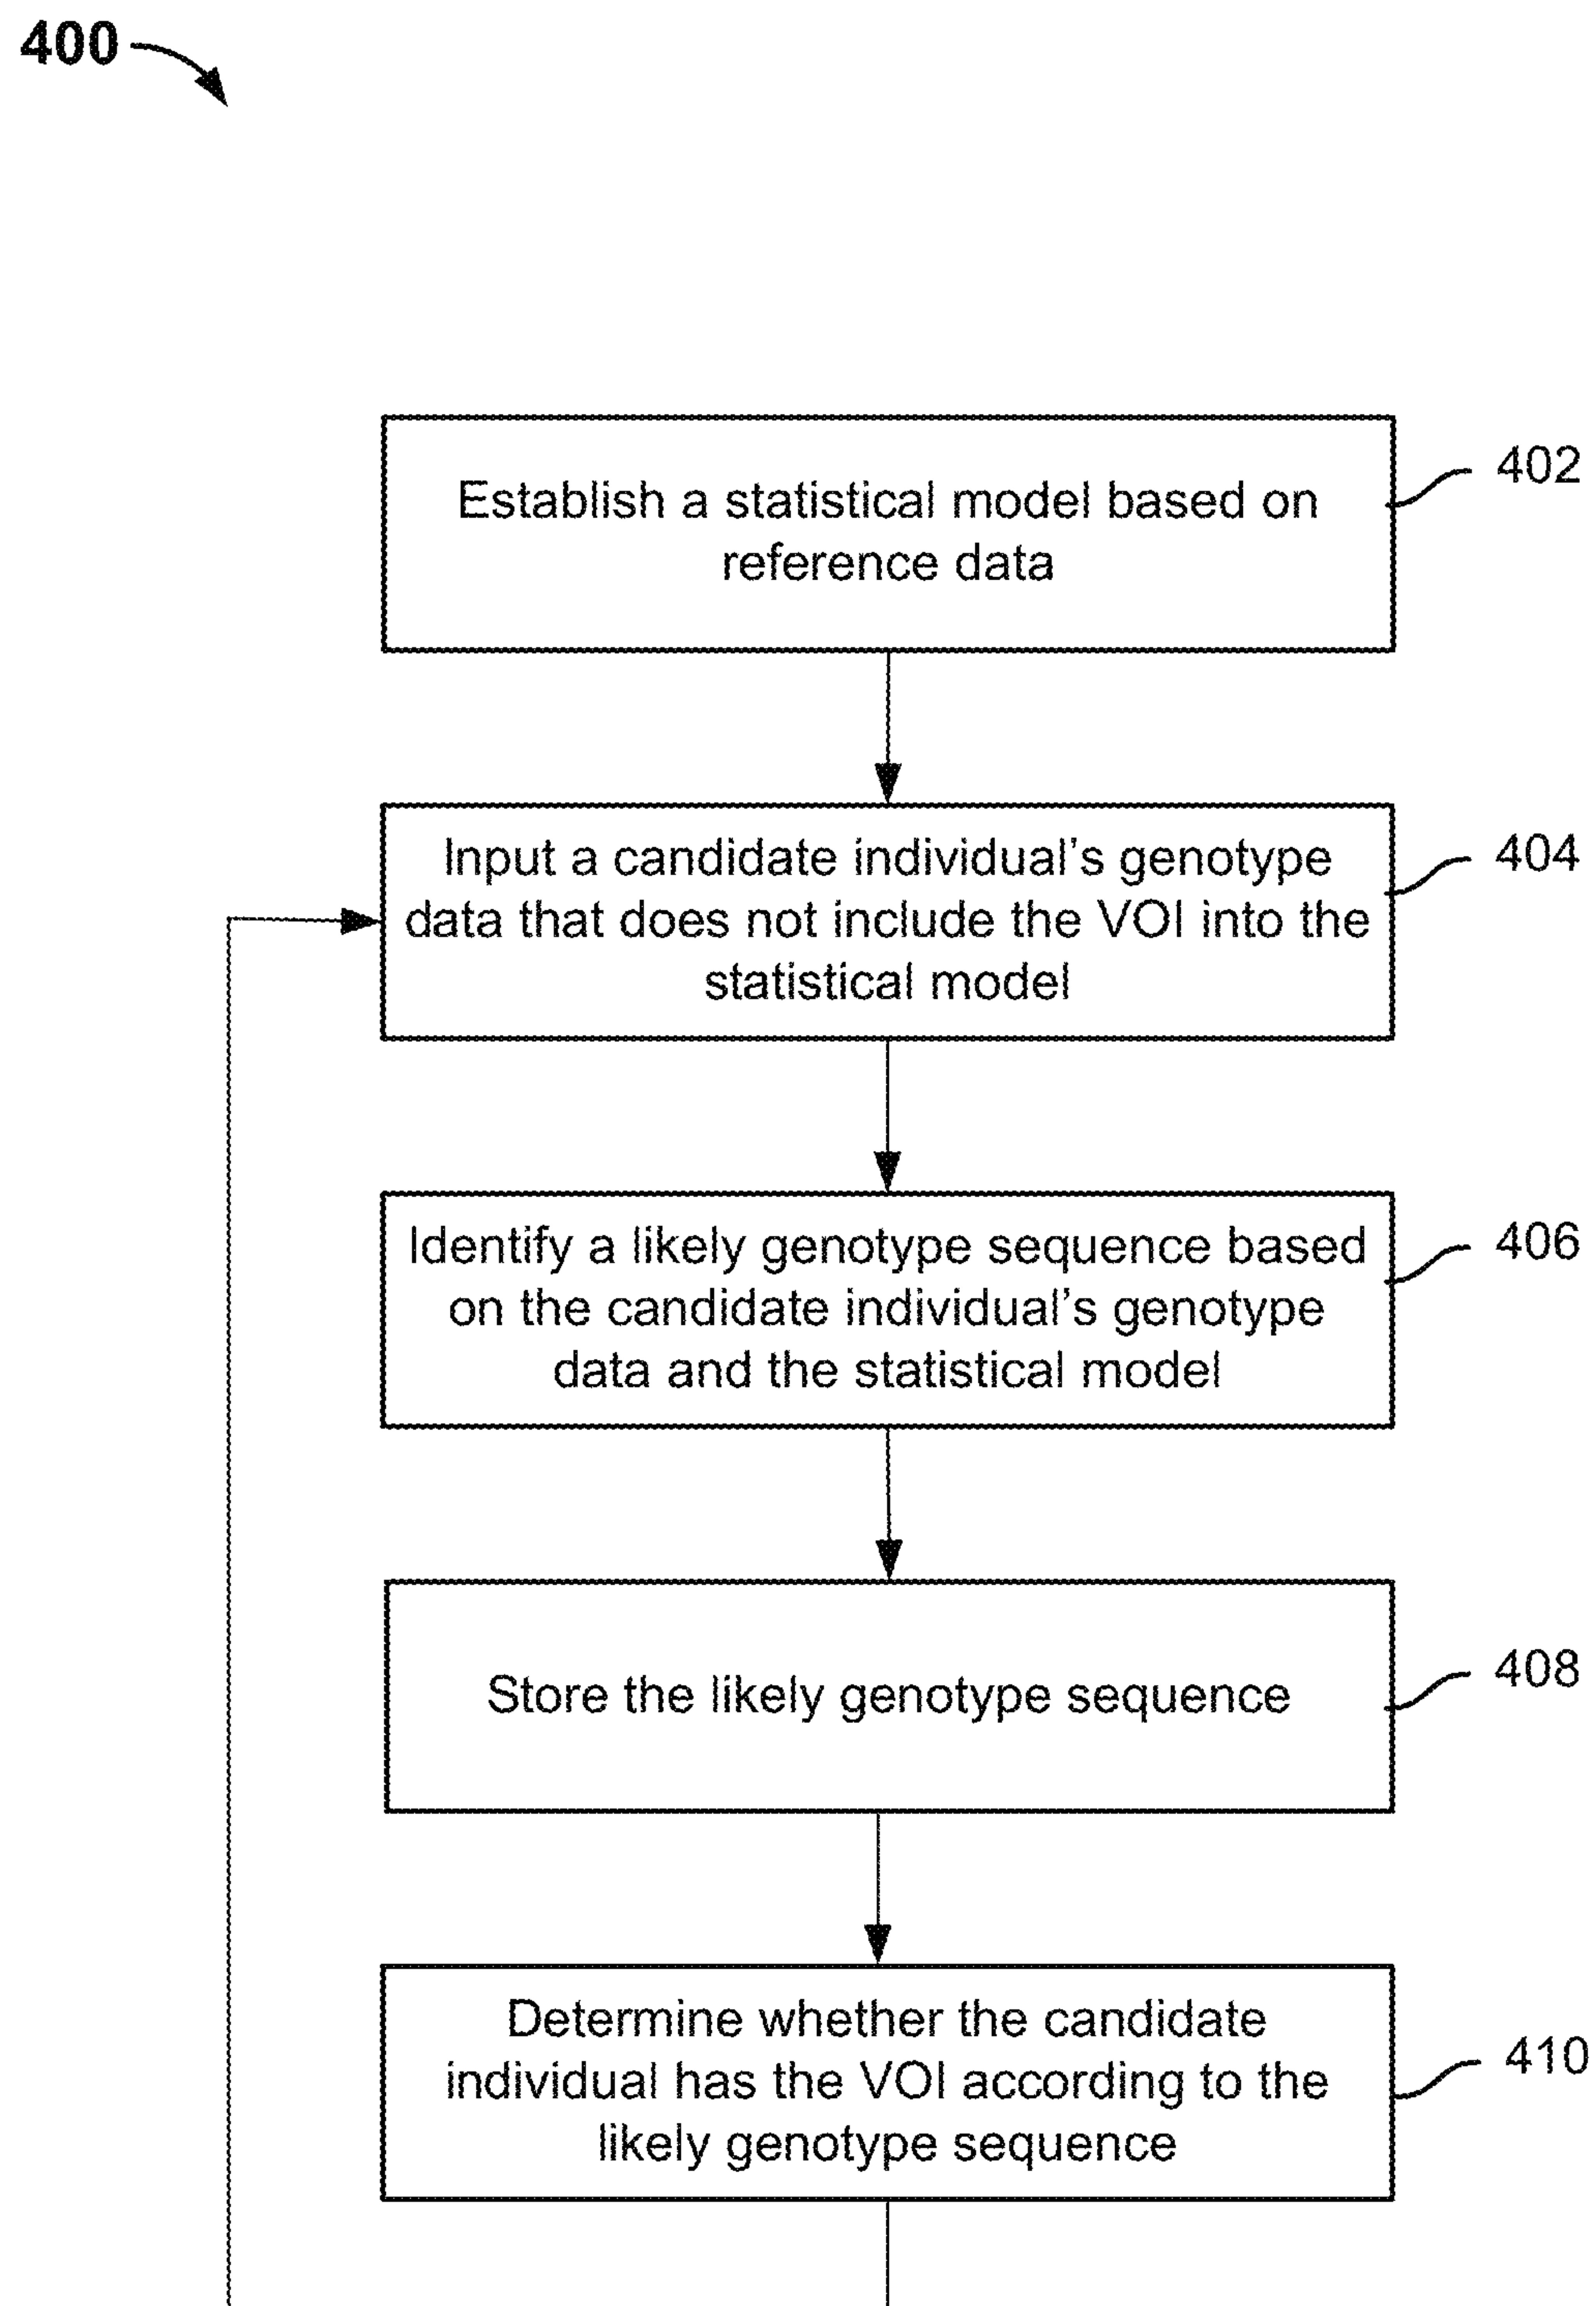 400
Establish a statistical model based on
reference data
402
Input a candidate individual's genotype
data that does not include the VOI into the
statistical model
404
Identify a likely genotype sequence based
on the candidate individual's genotype
data and the statistical model
406
Store the likely genotype sequence
408
Determine whether the candidate
individual has the VOI according to the
likely genotype sequence
410